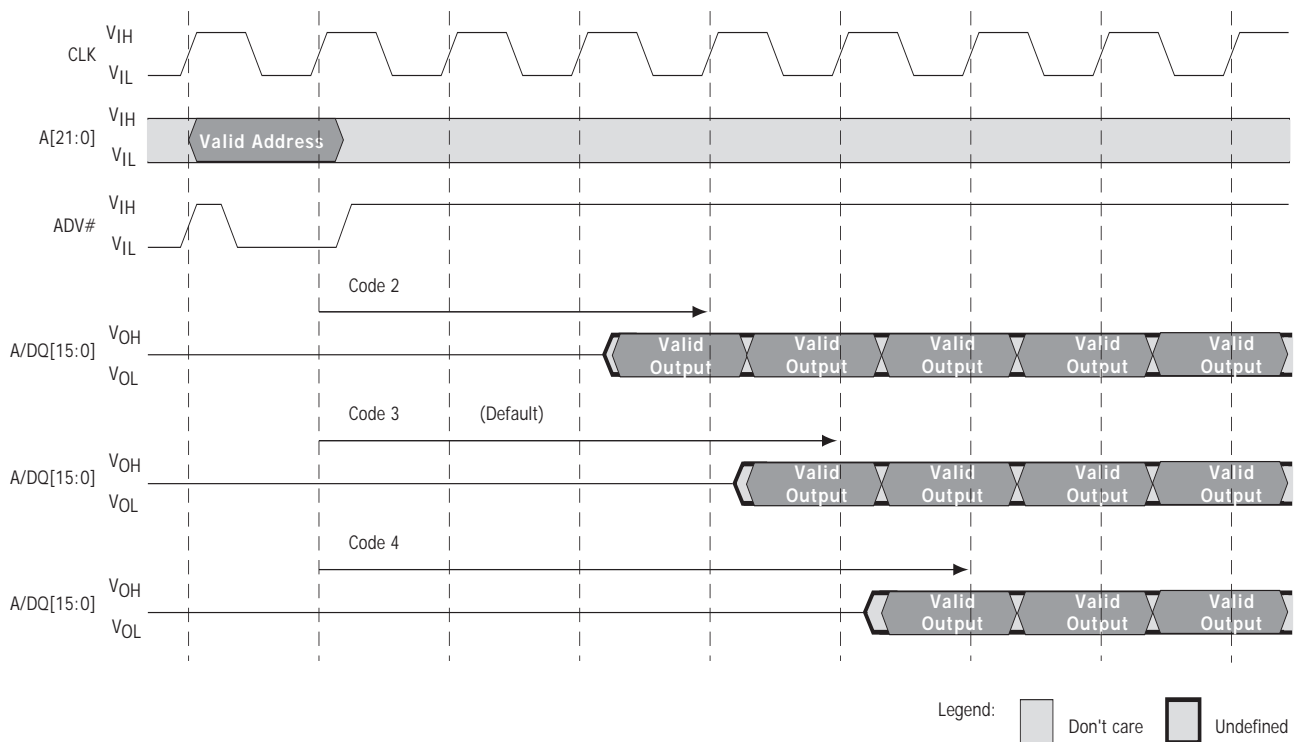 VIH
CLK
VIL
VIH
A[21:0]
Valid Address
VIL
VIH
ADV#
VIL
Code 2
VOH
A/DQ[15:0]
VOL
Valid Output
Valid Output
Valid Output
Valid Output
Valid Output
Code 3 (Default)
VOH
A/DQ[15:0]
VOL
Valid Output
Valid Output
Valid Output
Valid Output
Code 4
VOH
A/DQ[15:0]
VOL
Valid Output
Valid Output
Valid Output
Legend: Don't care Undefined